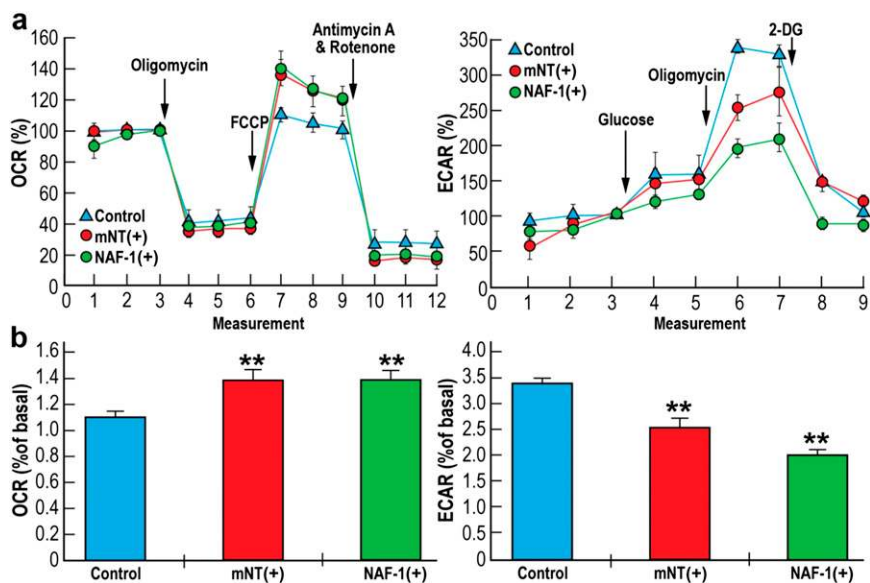 a
OCR (%)
160
140
120
100
80
60
40
20
0
Oligomycin
FCCP
Antimycin A
& Rotenone
Control
mNT(+)
NAF-1(+)
1 2 3 4 5 6 7 8 9 10 11 12
Measurement
ECAR (%)
350
300
250
200
150
100
50
0
Control
mNT(+)
NAF-1(+)
Glucose
Oligomycin
2-DG
1 2 3 4 5 6 7 8 9
Measurement
b
OCR (%of basal)
1.6
1.4
1.2
1.0
0.8
0.6
0.4
0.2
0
**
**
Control mNT(+) NAF-1(+)
ECAR (%of basal)
4.0
3.5
3.0
2.5
2.0
1.5
1.0
0.5
0
**
**
Control mNT(+) NAF-1(+)